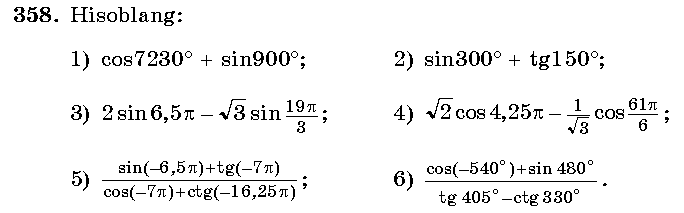 358. Hisoblang:
1) cos7230° + sin900°; 2) sin300° + tg150°;
3) 2 sin 6,5π – √3 sin 19π/3; 4) √2 cos 4,25π – 1/√3 cos 61π/6;
5) (sin(–6,5π)+tg(–7π))/(cos(–7π)+ctg(–16,25π)); 6) (cos(–540°)+sin 480°)/(tg 405°–ctg 330°).